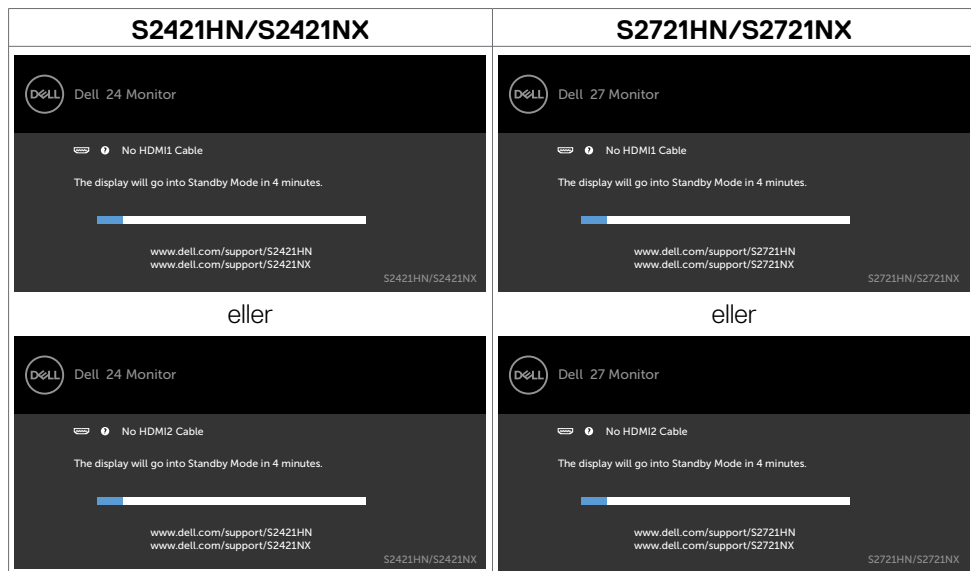 S2421HN/S2421NX
S2721HN/S2721NX
DELL Dell 24 Monitor
No HDMI1 Cable
The display will go into Standby Mode in 4 minutes.
www.dell.com/support/S2421HN
www.dell.com/support/S2421NX
S2421HN/S2421NX
DELL Dell 27 Monitor
No HDMI1 Cable
The display will go into Standby Mode in 4 minutes.
www.dell.com/support/S2721HN
www.dell.com/support/S2721NX
S2721HN/S2721NX
eller
eller
DELL Dell 24 Monitor
? No HDMI2 Cable
The display will go into Standby Mode in 4 minutes.
www.dell.com/support/S2421HN
www.dell.com/support/S2421NX
S2421HN/S2421NX
DELL Dell 27 Monitor
? No HDMI2 Cable
The display will go into Standby Mode in 4 minutes.
www.dell.com/support/S2721HN
www.dell.com/support/S2721NX
S2721HN/S2721NX